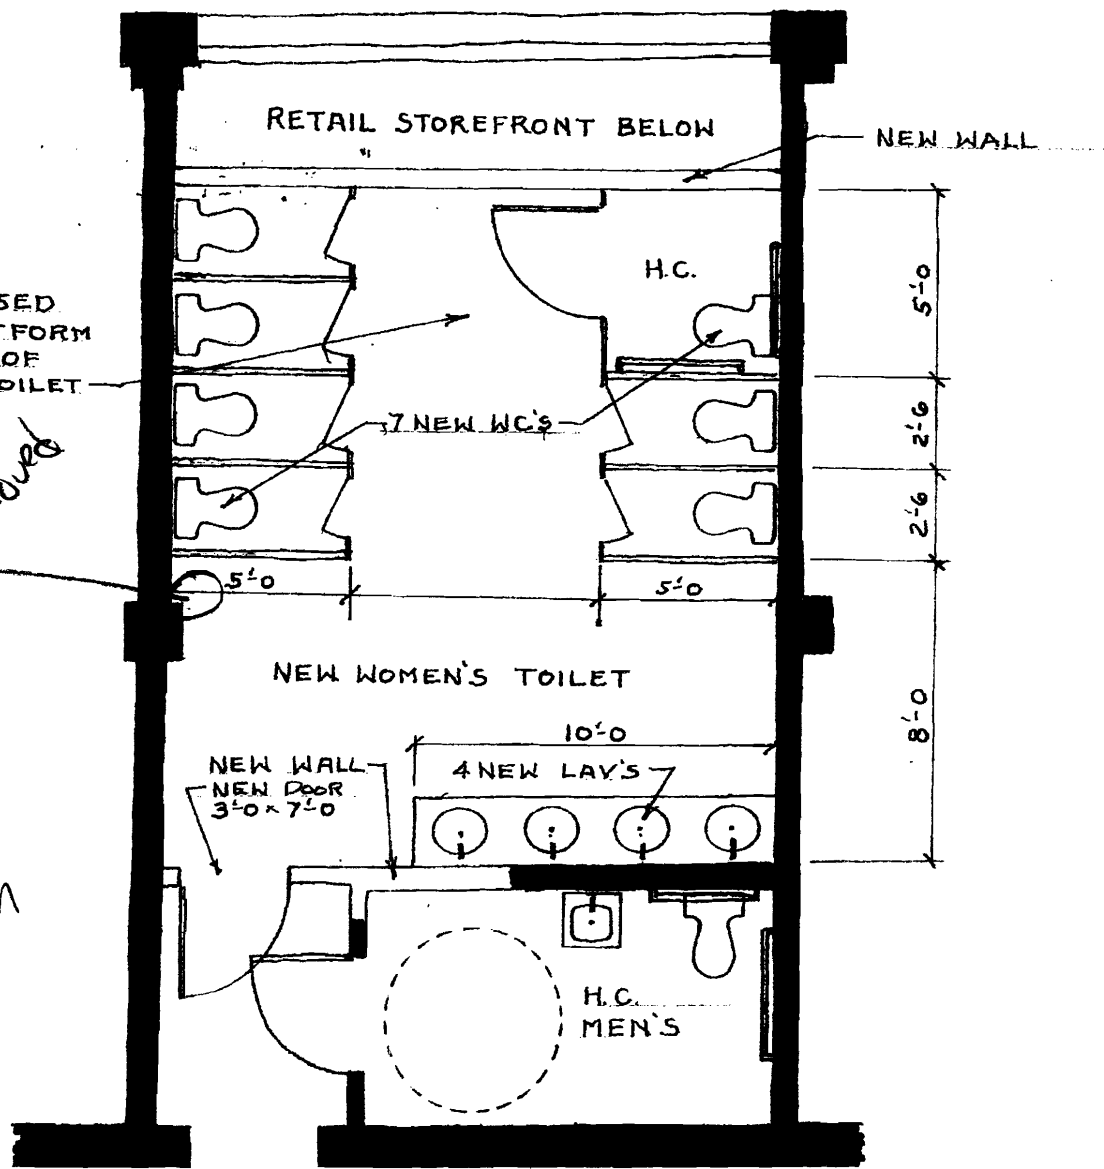 RETAIL STOREFRONT BELOW
NEW WALL
H.C.
5'-0
OF
7 NEW WC'S
2'-6
2'-6
5'-0
5'-0
NEW WOMEN'S TOILET
8'-0
10'-0
NEW WALL
NEW DOOR
3'-0 x 7'-0
4 NEW LAV'S
H.C.
MEN'S